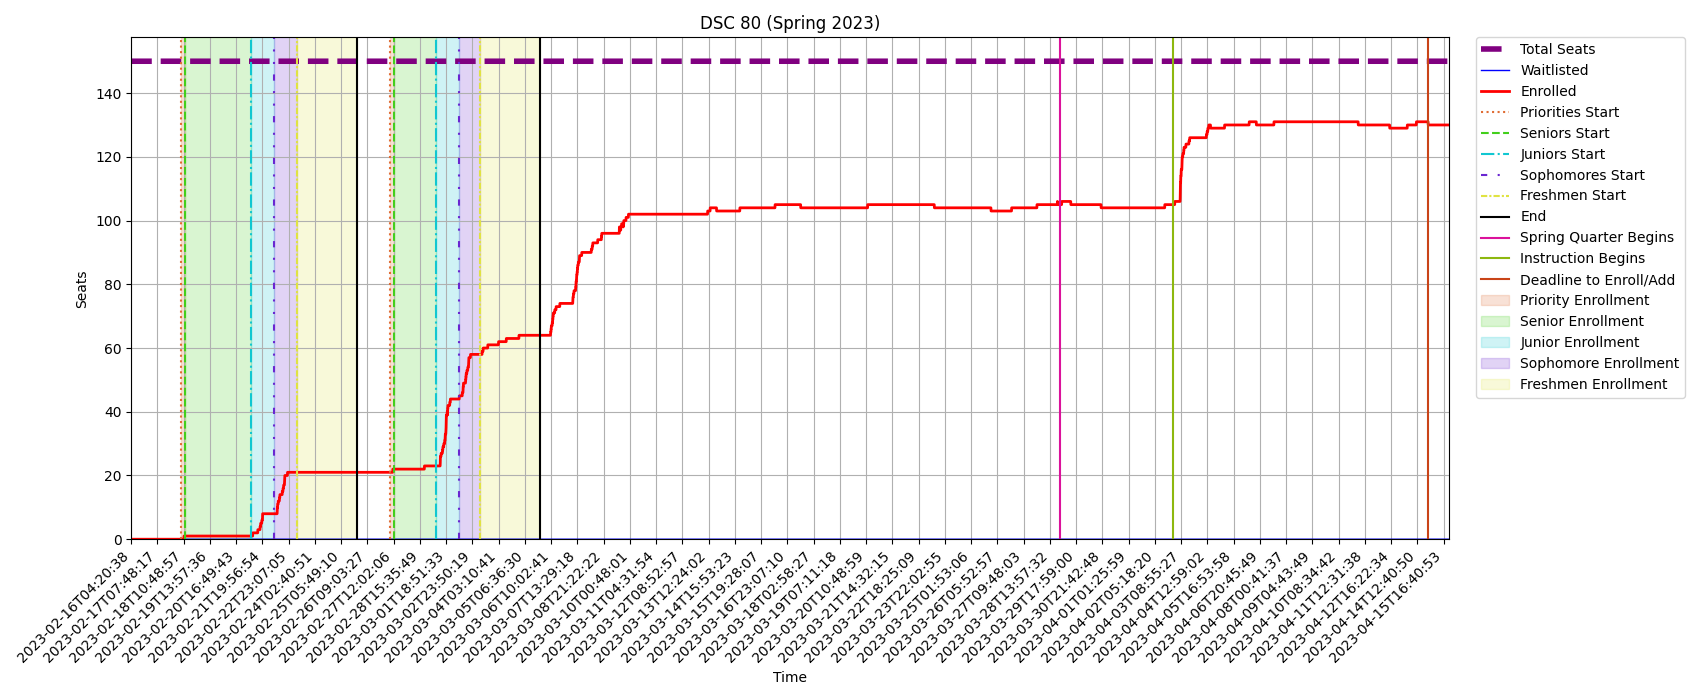 DSC 80 (Spring 2023)
Seats
140
120
100
80
60
40
20
0
2023-02-16T04:20:38
2023-02-17T07:48:17
2023-02-18T10:48:57
2023-02-19T13:57:36
2023-02-20T16:49:43
2023-02-21T19:56:54
2023-02-22T23:07:05
2023-02-24T02:40:51
2023-02-25T05:49:10
2023-02-26T09:03:27
2023-02-27T12:02:06
2023-02-28T15:35:49
2023-03-01T18:51:33
2023-03-02T23:50:19
2023-03-04T03:10:41
2023-03-05T06:36:30
2023-03-06T10:02:41
2023-03-07T13:29:18
2023-03-08T21:22:22
2023-03-10T00:48:01
2023-03-11T04:31:54
2023-03-12T08:52:57
2023-03-13T12:24:02
2023-03-14T15:53:23
2023-03-15T19:28:07
2023-03-16T23:07:10
2023-03-18T02:58:27
2023-03-19T07:11:18
2023-03-20T10:48:59
2023-03-21T14:32:15
2023-03-22T18:25:09
2023-03-23T22:02:55
2023-03-25T01:53:06
2023-03-26T05:52:57
2023-03-27T09:48:03
2023-03-28T13:57:32
2023-03-29T17:59:00
2023-03-30T21:42:48
2023-04-01T01:25:59
2023-04-02T05:18:20
2023-04-03T08:55:27
2023-04-04T12:59:02
2023-04-05T16:53:58
2023-04-06T20:45:49
2023-04-08T00:41:37
2023-04-09T04:43:49
2023-04-10T08:34:42
2023-04-11T12:31:38
2023-04-12T16:22:34
2023-04-14T12:40:50
2023-04-15T16:40:53
Time
Total Seats
Waitlisted
Enrolled
Priorities Start
Seniors Start
Juniors Start
Sophomores Start
Freshmen Start
End
Spring Quarter Begins
Instruction Begins
Deadline to Enroll/Add
Priority Enrollment
Senior Enrollment
Junior Enrollment
Sophomore Enrollment
Freshmen Enrollment